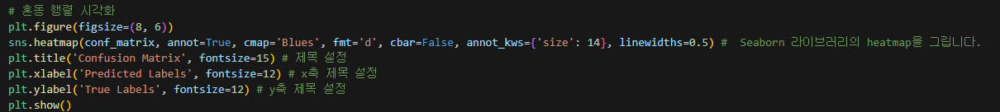 # 혼동 행렬 시각화
plt.figure(figsize=(8, 6))
sns.heatmap(conf_matrix, annot=True, cmap='Blues', fmt='d', cbar=False, annot_kws={'size': 14}, linewidths=0.5) #  Seaborn 라이브러리의 heatmap을 그립니다.
plt.title('Confusion Matrix', fontsize=15) # 제목 설정
plt.xlabel('Predicted Labels', fontsize=12) # x축 제목 설정
plt.ylabel('True Labels', fontsize=12) # y축 제목 설정
plt.show()